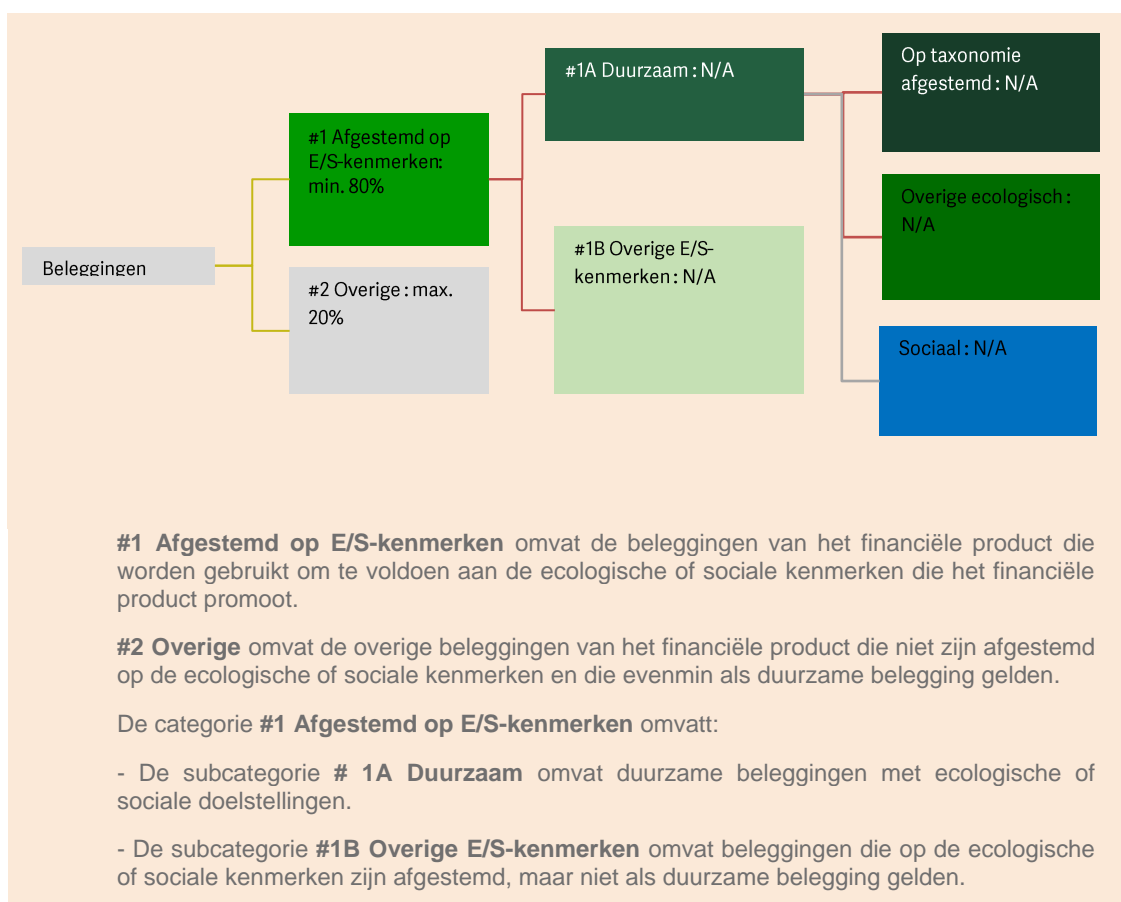 Beleggingen
#1 Afgestemd op
E/S-kenmerken:
min. 80%
#2 Overige : max.
20%
#1A Duurzaam : N/A
#1B Overige E/S-
kenmerken : N/A
Op taxonomie
afgestemd : N/A
Overige ecologisch :
N/A
Sociaal : N/A
#1 Afgestemd op E/S-kenmerken omvat de beleggingen van het financiële product die
worden gebruikt om te voldoen aan de ecologische of sociale kenmerken die het financiële
product promoot.
#2 Overige omvat de overige beleggingen van het financiële product die niet zijn afgestemd
op de ecologische of sociale kenmerken en die evenmin als duurzame belegging gelden.
De categorie #1 Afgestemd op E/S-kenmerken omvatt:
- De subcategorie # 1A Duurzaam omvat duurzame beleggingen met ecologische of
sociale doelstellingen.
- De subcategorie #1B Overige E/S-kenmerken omvat beleggingen die op de ecologische
of sociale kenmerken zijn afgestemd, maar niet als duurzame belegging gelden.